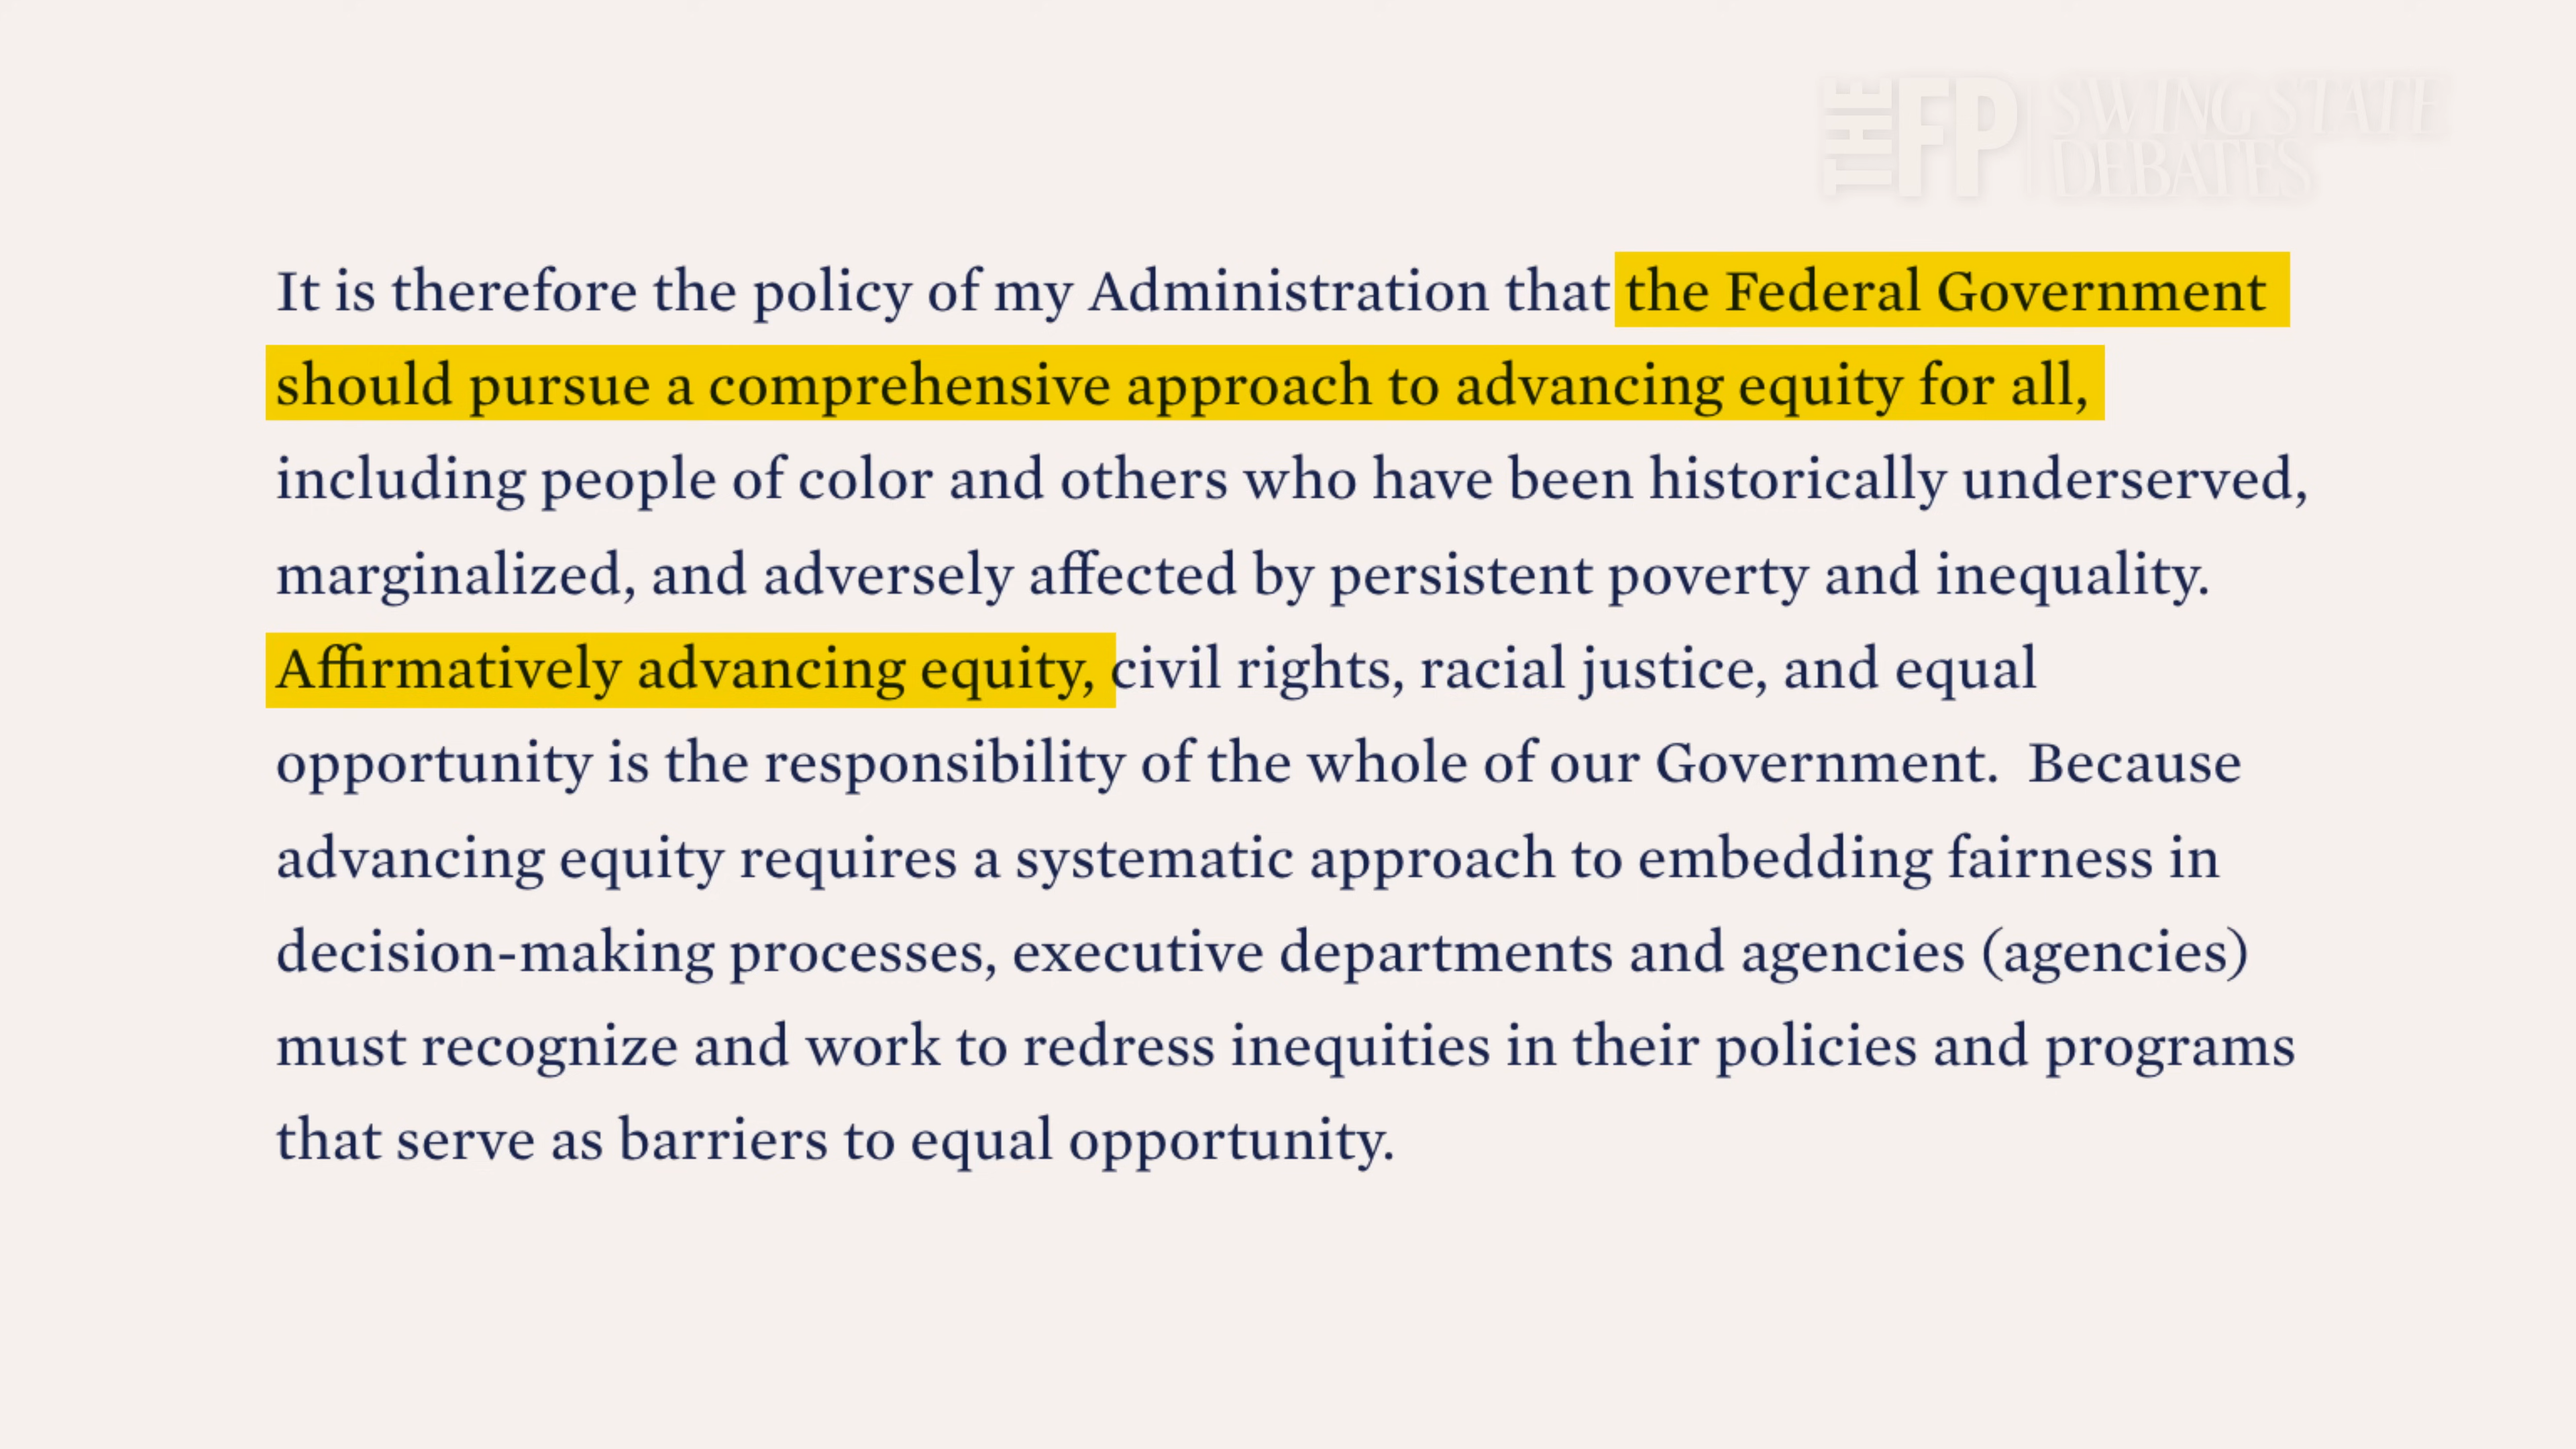 THE FP SWING STATE
DEBATES
It is therefore the policy of my Administration that the Federal Government
should pursue a comprehensive approach to advancing equity for all,
including people of color and others who have been historically underserved,
marginalized, and adversely affected by persistent poverty and inequality.
Affirmatively advancing equity, civil rights, racial justice, and equal
opportunity is the responsibility of the whole of our Government.  Because
advancing equity requires a systematic approach to embedding fairness in
decision-making processes, executive departments and agencies (agencies)
must recognize and work to redress inequities in their policies and programs
that serve as barriers to equal opportunity.